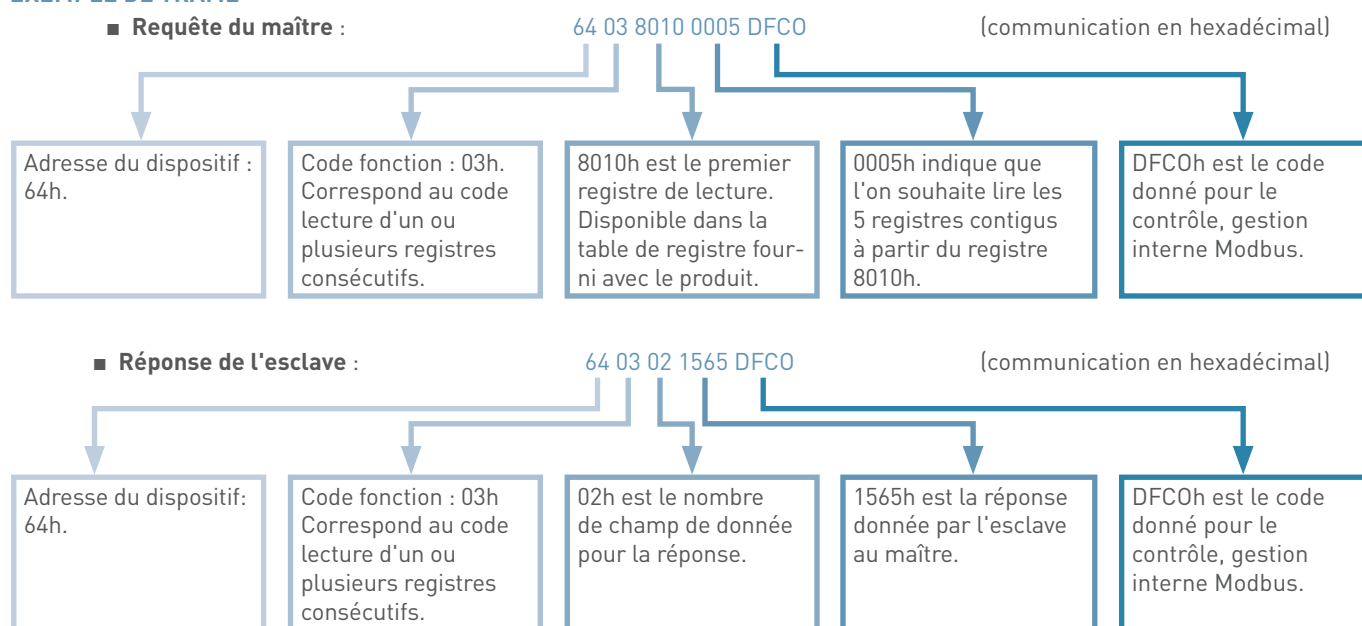 ■ Requête du maître :
64 03 8010 0005 DFCO
(communication en hexadécimal)
Adresse du dispositif :
64h.
Code fonction : 03h.
Correspond au code
lecture d'un ou
plusieurs registres
consécutifs.
8010h est le premier
registre de lecture.
Disponible dans la
table de registre four-
ni avec le produit.
0005h indique que
l'on souhaite lire les
5 registres contigus
à partir du registre
8010h.
DFCOh est le code
donné pour le
contrôle, gestion
interne Modbus.
■ Réponse de l'esclave :
64 03 02 1565 DFCO
(communication en hexadécimal)
Adresse du dispositif:
64h.
Code fonction : 03h
Correspond au code
lecture d'un ou
plusieurs registres
consécutifs.
02h est le nombre
de champ de donnée
pour la réponse.
1565h est la réponse
donnée par l'esclave
au maître.
DFCOh est le code
donné pour le
contrôle, gestion
interne Modbus.